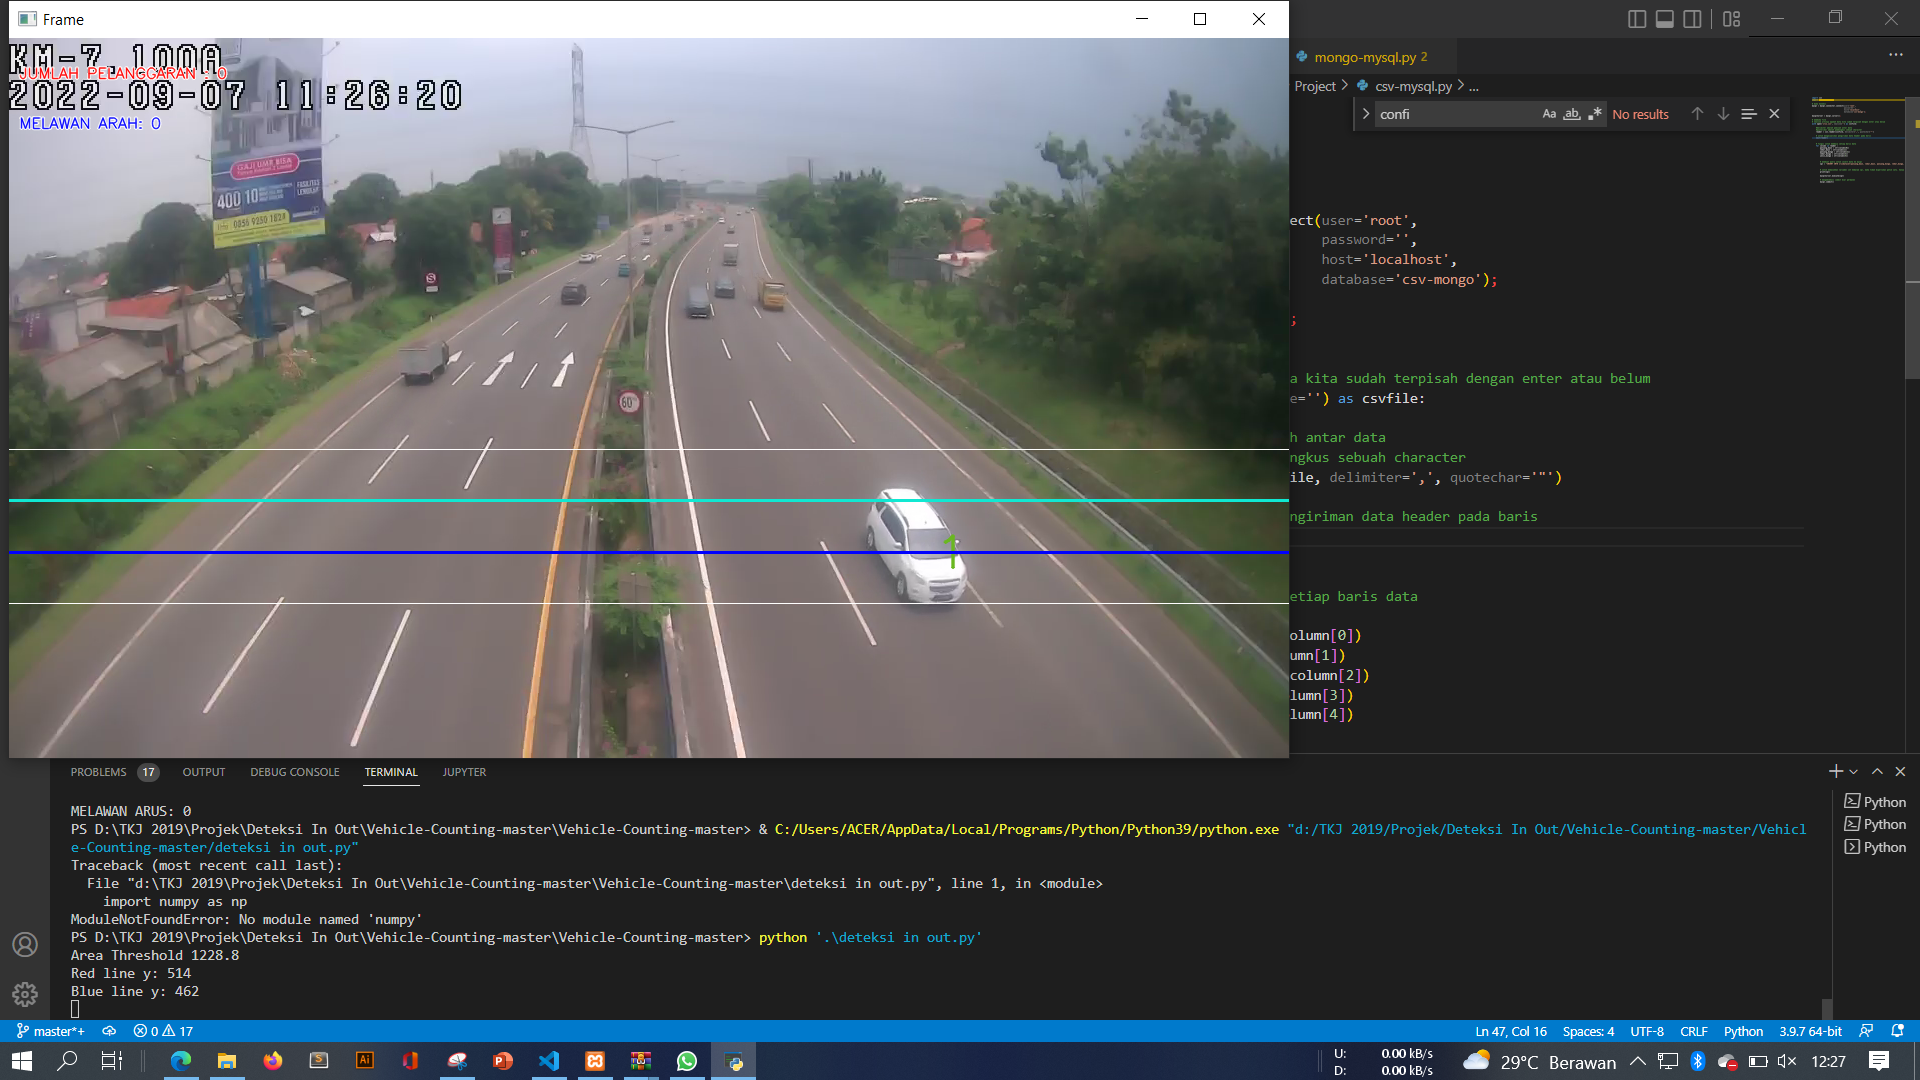 Frame
KM-7.100A
JUMLAH PELANGGARAN : 0
2022-09-07 11:26:20
MELAWAN ARAH: 0
GAJI UMR BISA
400 10
FASILITAS LENGKAP
0856 9250 1824
S
60
1
mongo-mysql.py 2
Project > csv-mysql.py > ...
confi
Aa ab .* No results
ect(user='root',
password='',
host='localhost',
database='csv-mongo');
;
a kita sudah terpisah dengan enter atau belum
e='') as csvfile:
h antar data
ngkus sebuah character
ile, delimiter=',', quotechar='"')
ngiriman data header pada baris
etiap baris data
olumn[0])
umn[1])
column[2])
lumn[3])
lumn[4])
PROBLEMS 17 OUTPUT DEBUG CONSOLE TERMINAL JUPYTER
MELAWAN ARUS: 0
PS D:\TKJ 2019\Projek\Deteksi In Out\Vehicle-Counting-master\Vehicle-Counting-master> & C:/Users/ACER/AppData/Local/Programs/Python/Python39/python.exe "d:/TKJ 2019/Projek/Deteksi In Out/Vehicle-Counting-master/Vehicl
e-Counting-master/deteksi in out.py"
Traceback (most recent call last):
File "d:\TKJ 2019\Projek\Deteksi In Out\Vehicle-Counting-master\Vehicle-Counting-master\deteksi in out.py", line 1, in <module>
import numpy as np
ModuleNotFoundError: No module named 'numpy'
PS D:\TKJ 2019\Projek\Deteksi In Out\Vehicle-Counting-master\Vehicle-Counting-master> python '.\deteksi in out.py'
Area Threshold 1228.8
Red line y: 514
Blue line y: 462
Python
Python
Python
master*+ 0 17
Ln 47, Col 16 Spaces: 4 UTF-8 CRLF Python 3.9.7 64-bit
U: 0.00 kB/s
D: 0.00 kB/s
29°C Berawan
12:27